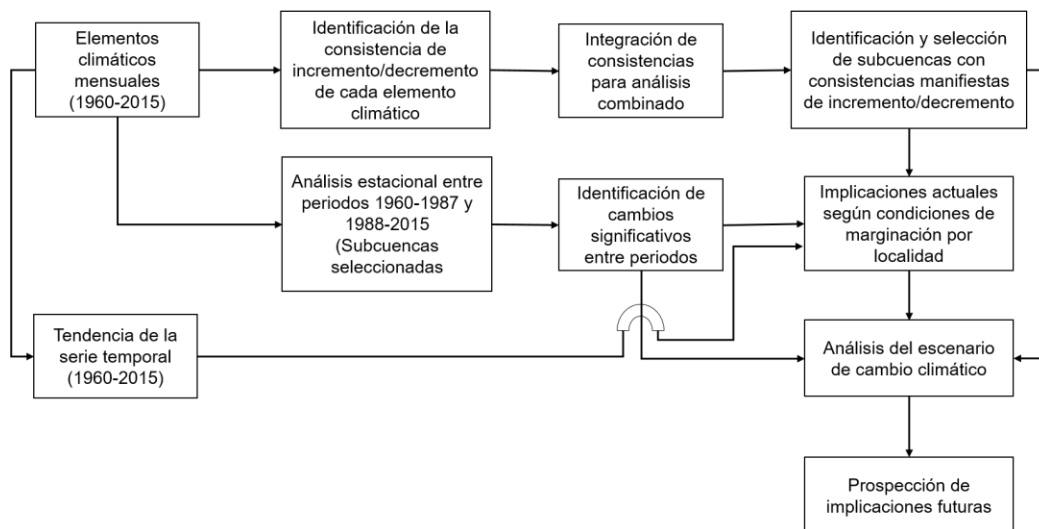 Elementos
climáticos
mensuales
(1960-2015)
Identificación de la
consistencia de
incremento/decremento
de cada elemento
climático
Integración de
consistencias
para análisis
combinado
Identificación y selección
de subcuencas con
consistencias manifiestas
de incremento/decremento
Análisis estacional entre
periodos 1960-1987 y
1988-2015
(Subcuencas
seleccionadas
Identificación de
cambios
significativos
entre periodos
Implicaciones actuales
según condiciones de
marginación por
localidad
Tendencia de la
serie temporal
(1960-2015)
Análisis del escenario
de cambio climático
Prospección de
implicaciones futuras